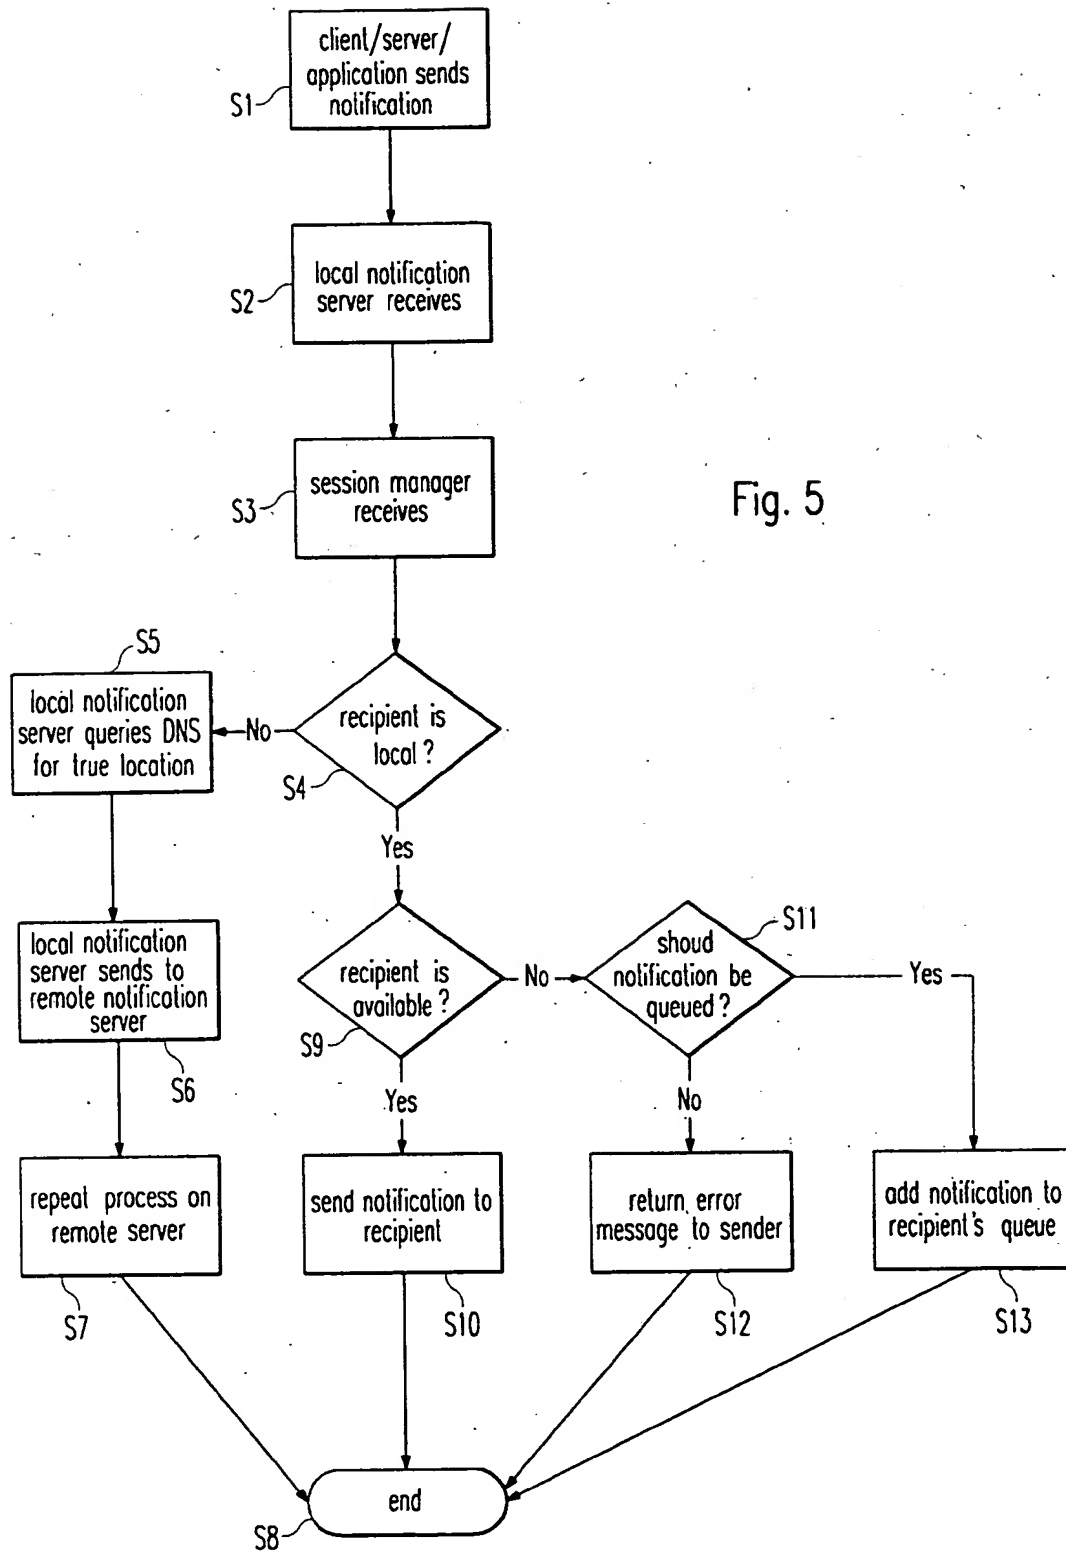 client/server/
application sends
notification
S1
local notification
server receives
S2
session manager
receives
S3
Fig. 5
S5
local notification
server queries DNS
for true location
No
recipient is
local ?
S4
Yes
local notification
server sends to
remote notification
server
S6
recipient is
available ?
S9
No
shoud
notification be
queued ?
S11
Yes
Yes
No
repeat process on
remote server
S7
send notification to
recipient
S10
return error
message to sender
S12
add notification to
recipient's queue
S13
end
S8